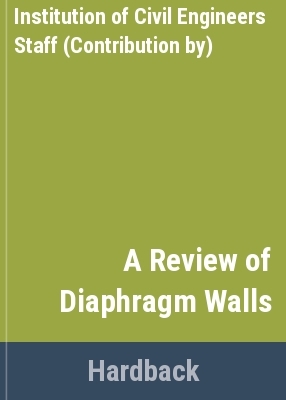 Institution of Civil Engineers
Staff (Contribution by)
A Review of
Diaphragm Walls
Hardback